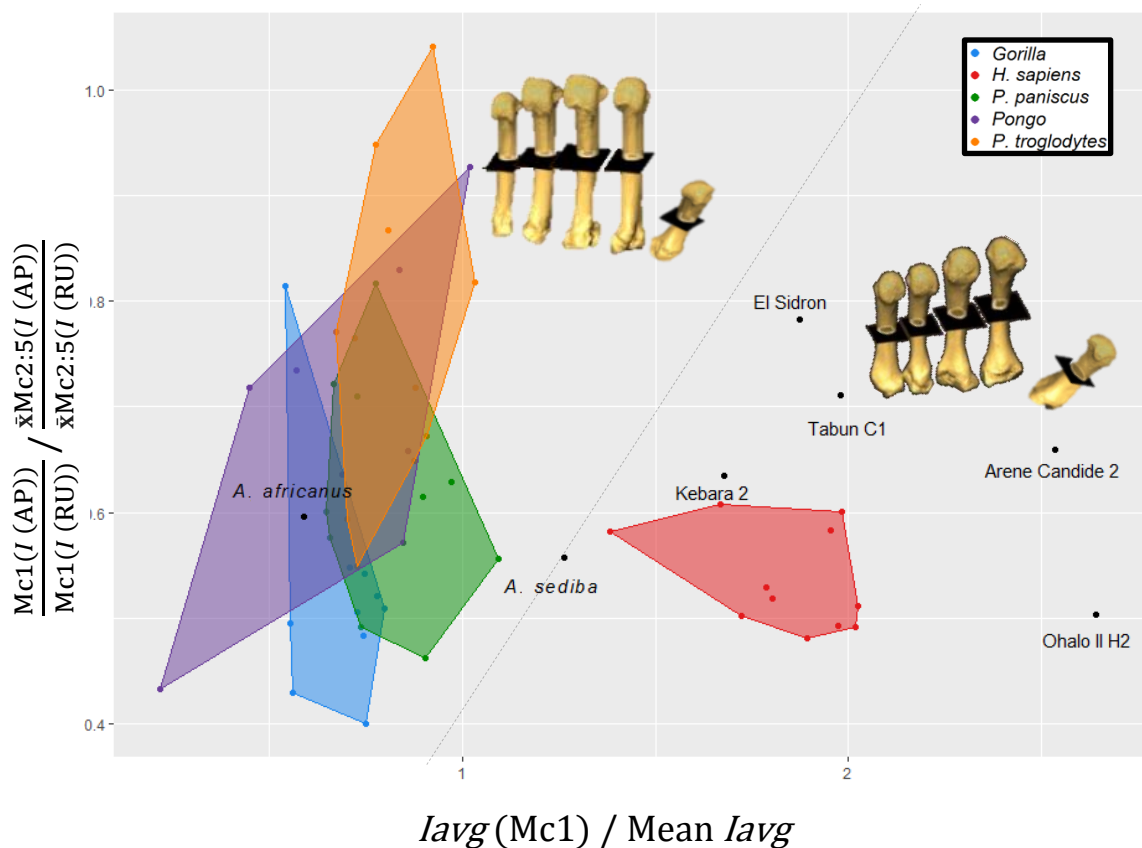 Gorilla
H. sapiens
P. paniscus
Pongo
P. troglodytes
1.0
0.8
0.6
0.4
El Sidron
Tabun C1
Arene Candide 2
Kebara 2
A. africanus
A. sediba
Ohalo II H2
1
2
Mc1(I (AP)) / x̄Mc2:5(I (AP))
Mc1(I (RU)) x̄Mc2:5(I (RU))
Iavg (Mc1) / Mean Iavg